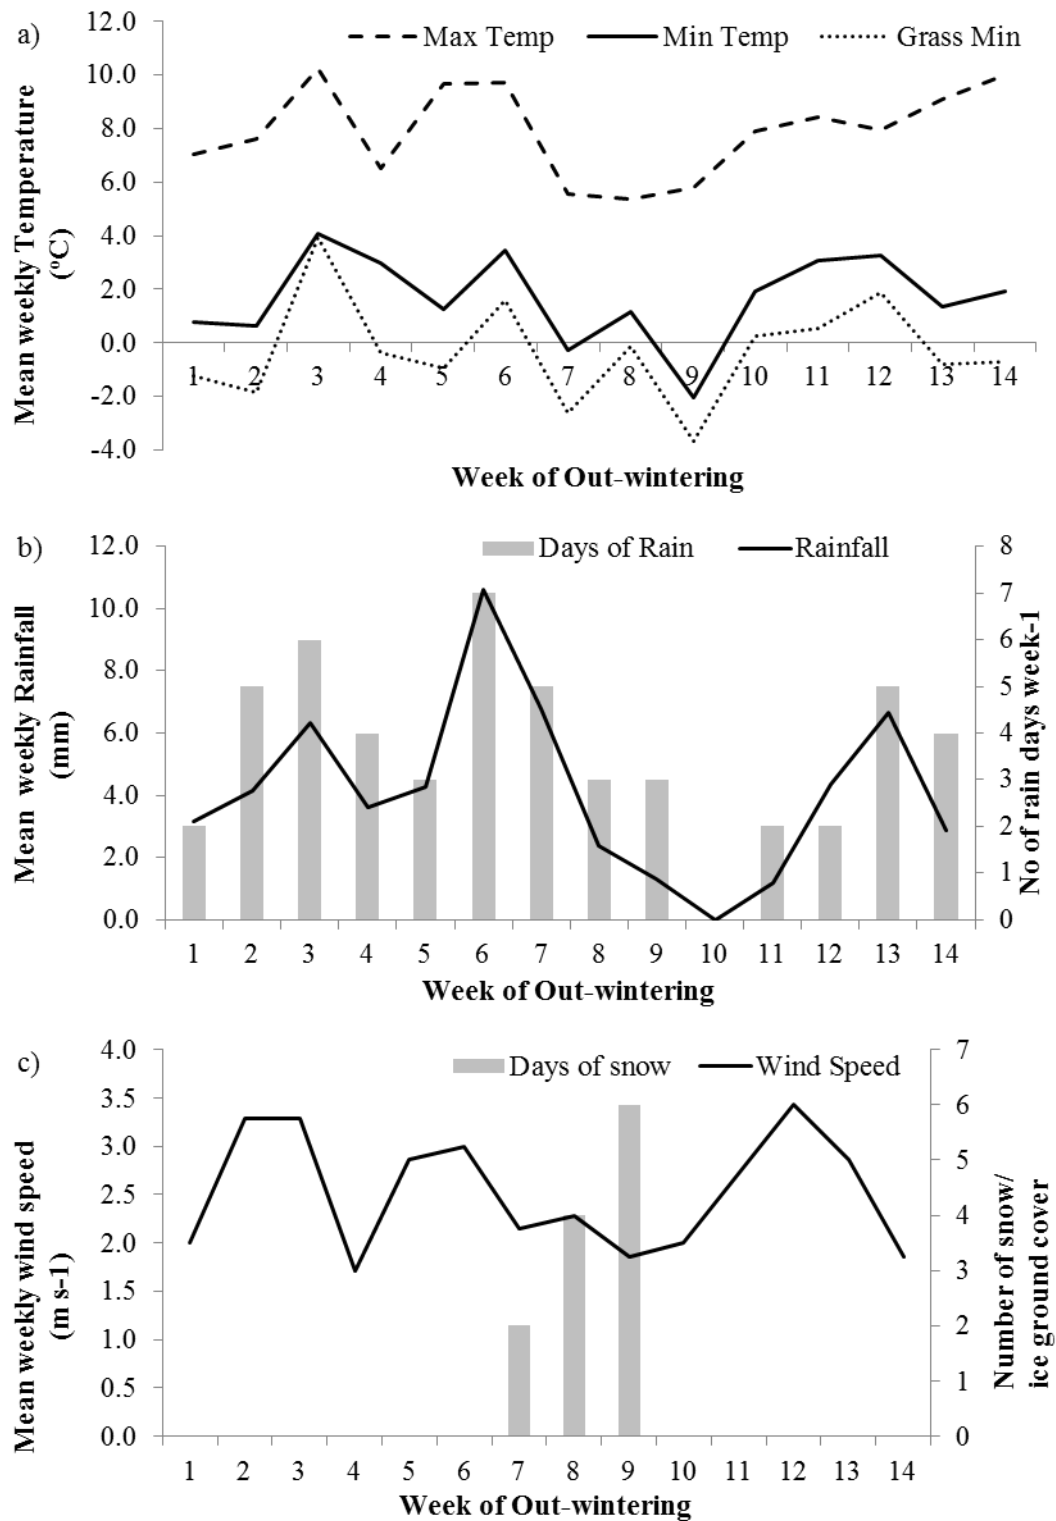 a)
Max Temp Min Temp Grass Min
12.0
10.0
8.0
6.0
4.0
2.0
0.0
-2.0
-4.0
Mean weekly Temperature
(ºC)
1 2 3 4 5 6 7 8 9 10 11 12 13 14
Week of Out-wintering
b)
Days of Rain Rainfall
12.0
10.0
8.0
6.0
4.0
2.0
0.0
Mean weekly Rainfall
(mm)
8
7
6
5
4
3
2
1
0
No of rain days week-1
1 2 3 4 5 6 7 8 9 10 11 12 13 14
Week of Out-wintering
c)
Days of snow Wind Speed
4.0
3.5
3.0
2.5
2.0
1.5
1.0
0.5
0.0
Mean weekly wind speed
(m s-1)
7
6
5
4
3
2
1
0
Number of snow/
ice ground cover
1 2 3 4 5 6 7 8 9 10 11 12 13 14
Week of Out-wintering